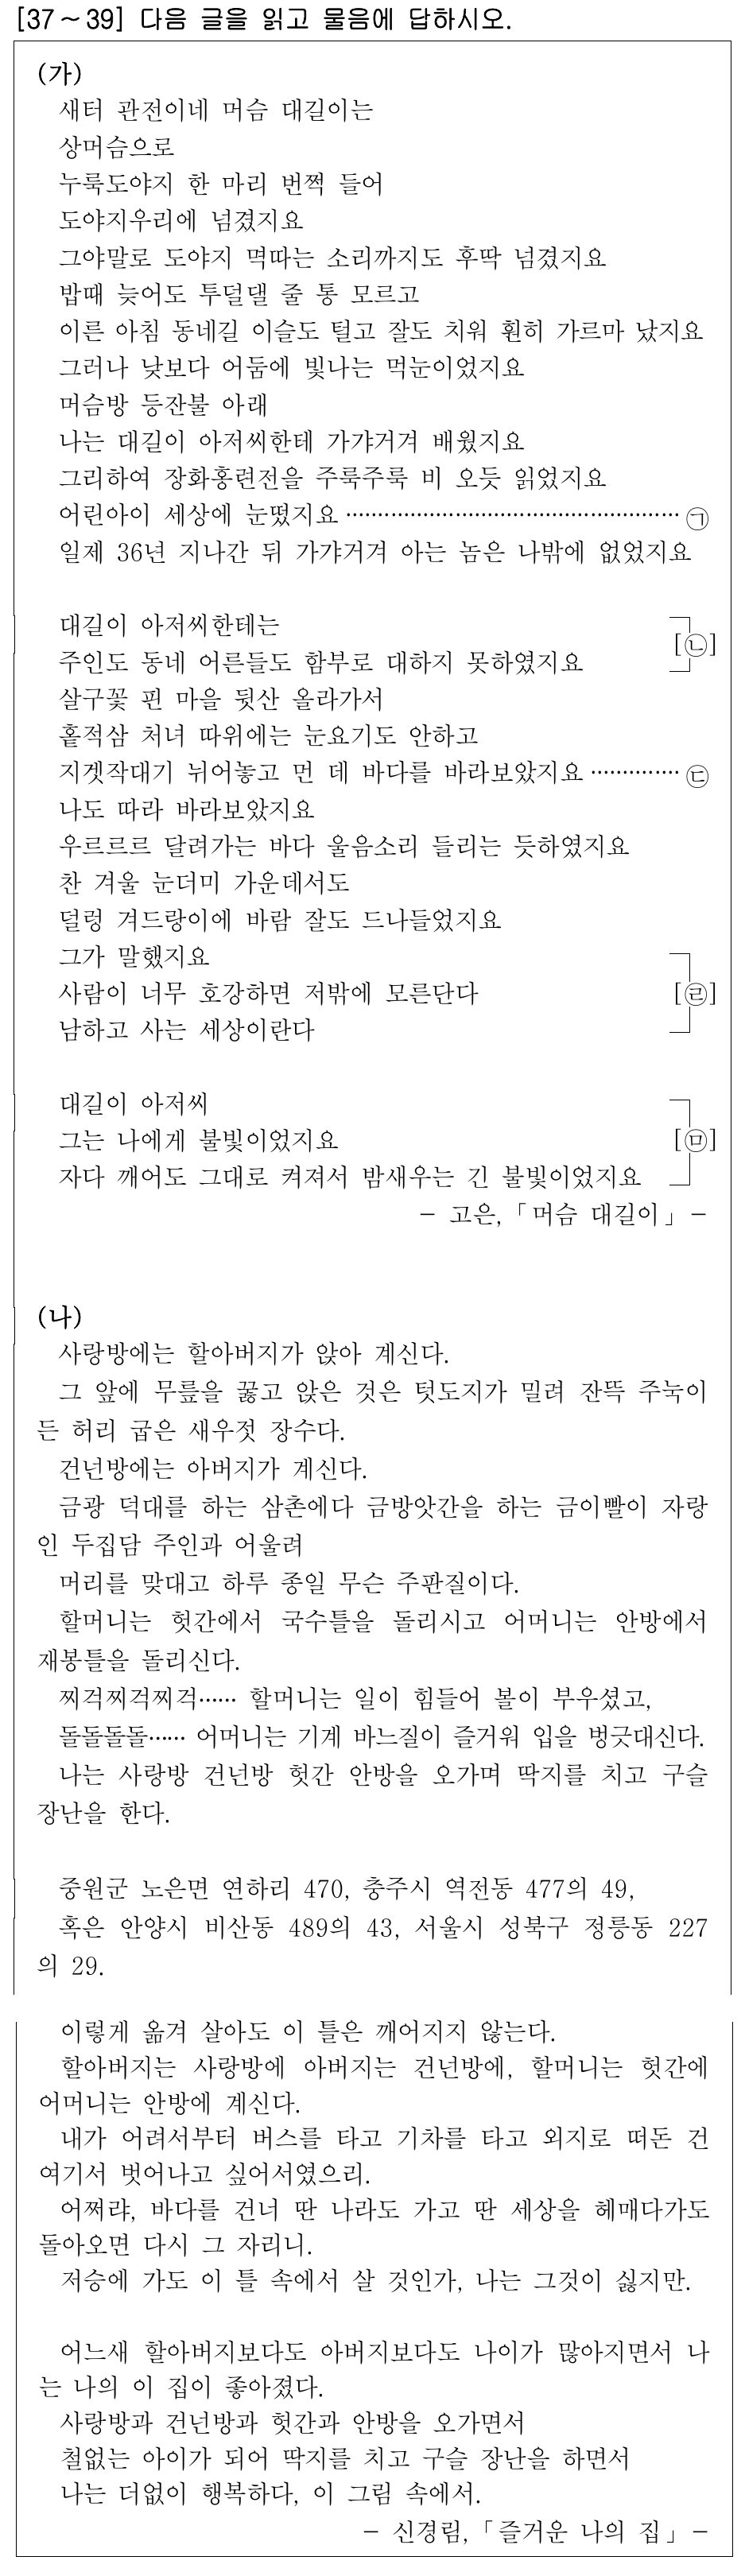 [37～39] 다음 글을 읽고 물음에 답하시오.
(가)
새터 관전이네 머슴 대길이는
상머슴으로
누룩도야지 한 마리 번쩍 들어
도야지우리에 넘겼지요
그야말로 도야지 멱따는 소리까지도 후딱 넘겼지요
밥때 늦어도 투덜댈 줄 통 모르고
이른 아침 동네길 이슬도 털고 잘도 치워 훤히 가르마 났지요
그러나 낮보다 어둠에 빛나는 먹눈이었지요
머슴방 등잔불 아래
나는 대길이 아저씨한테 가갸거겨 배웠지요
그리하여 장화홍련전을 주룩주룩 비 오듯 읽었지요
어린아이 세상에 눈떴지요 ······························ ㉠
일제 36년 지나간 뒤 가갸거겨 아는 놈은 나밖에 없었지요
대길이 아저씨한테는
주인도 동네 어른들도 함부로 대하지 못하였지요 [㉡]
살구꽃 핀 마을 뒷산 올라가서
홑적삼 처녀 따위에는 눈요기도 안하고
지겟작대기 뉘어놓고 먼 데 바다를 바라보았지요 ·············· ㉢
나도 따라 바라보았지요
우르르르 달려가는 바다 울음소리 들리는 듯하였지요
찬 겨울 눈더미 가운데서도
덜렁 겨드랑이에 바람 잘도 드나들었지요
그가 말했지요
사람이 너무 호강하면 저밖에 모른단다 [㉣]
남하고 사는 세상이란다
대길이 아저씨
그는 나에게 불빛이었지요 [㉤]
자다 깨어도 그대로 켜져서 밤새우는 긴 불빛이었지요
－ 고은,「머슴 대길이」－
(나)
사랑방에는 할아버지가 앉아 계신다.
그 앞에 무릎을 꿇고 앉은 것은 텃도지가 밀려 잔뜩 주눅이
든 허리 굽은 새우젓 장수다.
건넌방에는 아버지가 계신다.
금광 덕대를 하는 삼촌에다 금방앗간을 하는 금이빨이 자랑
인 두집담 주인과 어울려
머리를 맞대고 하루 종일 무슨 주판질이다.
할머니는 헛간에서 국수틀을 돌리시고 어머니는 안방에서
재봉틀을 돌리신다.
찌걱찌걱찌걱…… 할머니는 일이 힘들어 볼이 부우셨고,
돌돌돌돌…… 어머니는 기계 바느질이 즐거워 입을 벙긋대신다.
나는 사랑방 건넌방 헛간 안방을 오가며 딱지를 치고 구슬
장난을 한다.
중원군 노은면 연하리 470, 충주시 역전동 477의 49,
혹은 안양시 비산동 489의 43, 서울시 성북구 정릉동 227
의 29.
이렇게 옮겨 살아도 이 틀은 깨어지지 않는다.
할아버지는 사랑방에 아버지는 건넌방에, 할머니는 헛간에
어머니는 안방에 계신다.
내가 어려서부터 버스를 타고 기차를 타고 외지로 떠돈 건
여기서 벗어나고 싶어서였으리.
어쩌랴, 바다를 건너 딴 나라도 가고 딴 세상을 헤매다가도
돌아오면 다시 그 자리니.
저승에 가도 이 틀 속에서 살 것인가, 나는 그것이 싫지만.
어느새 할아버지보다도 아버지보다도 나이가 많아지면서 나
는 나의 이 집이 좋아졌다.
사랑방과 건넌방과 헛간과 안방을 오가면서
철없는 아이가 되어 딱지를 치고 구슬 장난을 하면서
나는 더없이 행복하다, 이 그림 속에서.
－ 신경림,「즐거운 나의 집」－